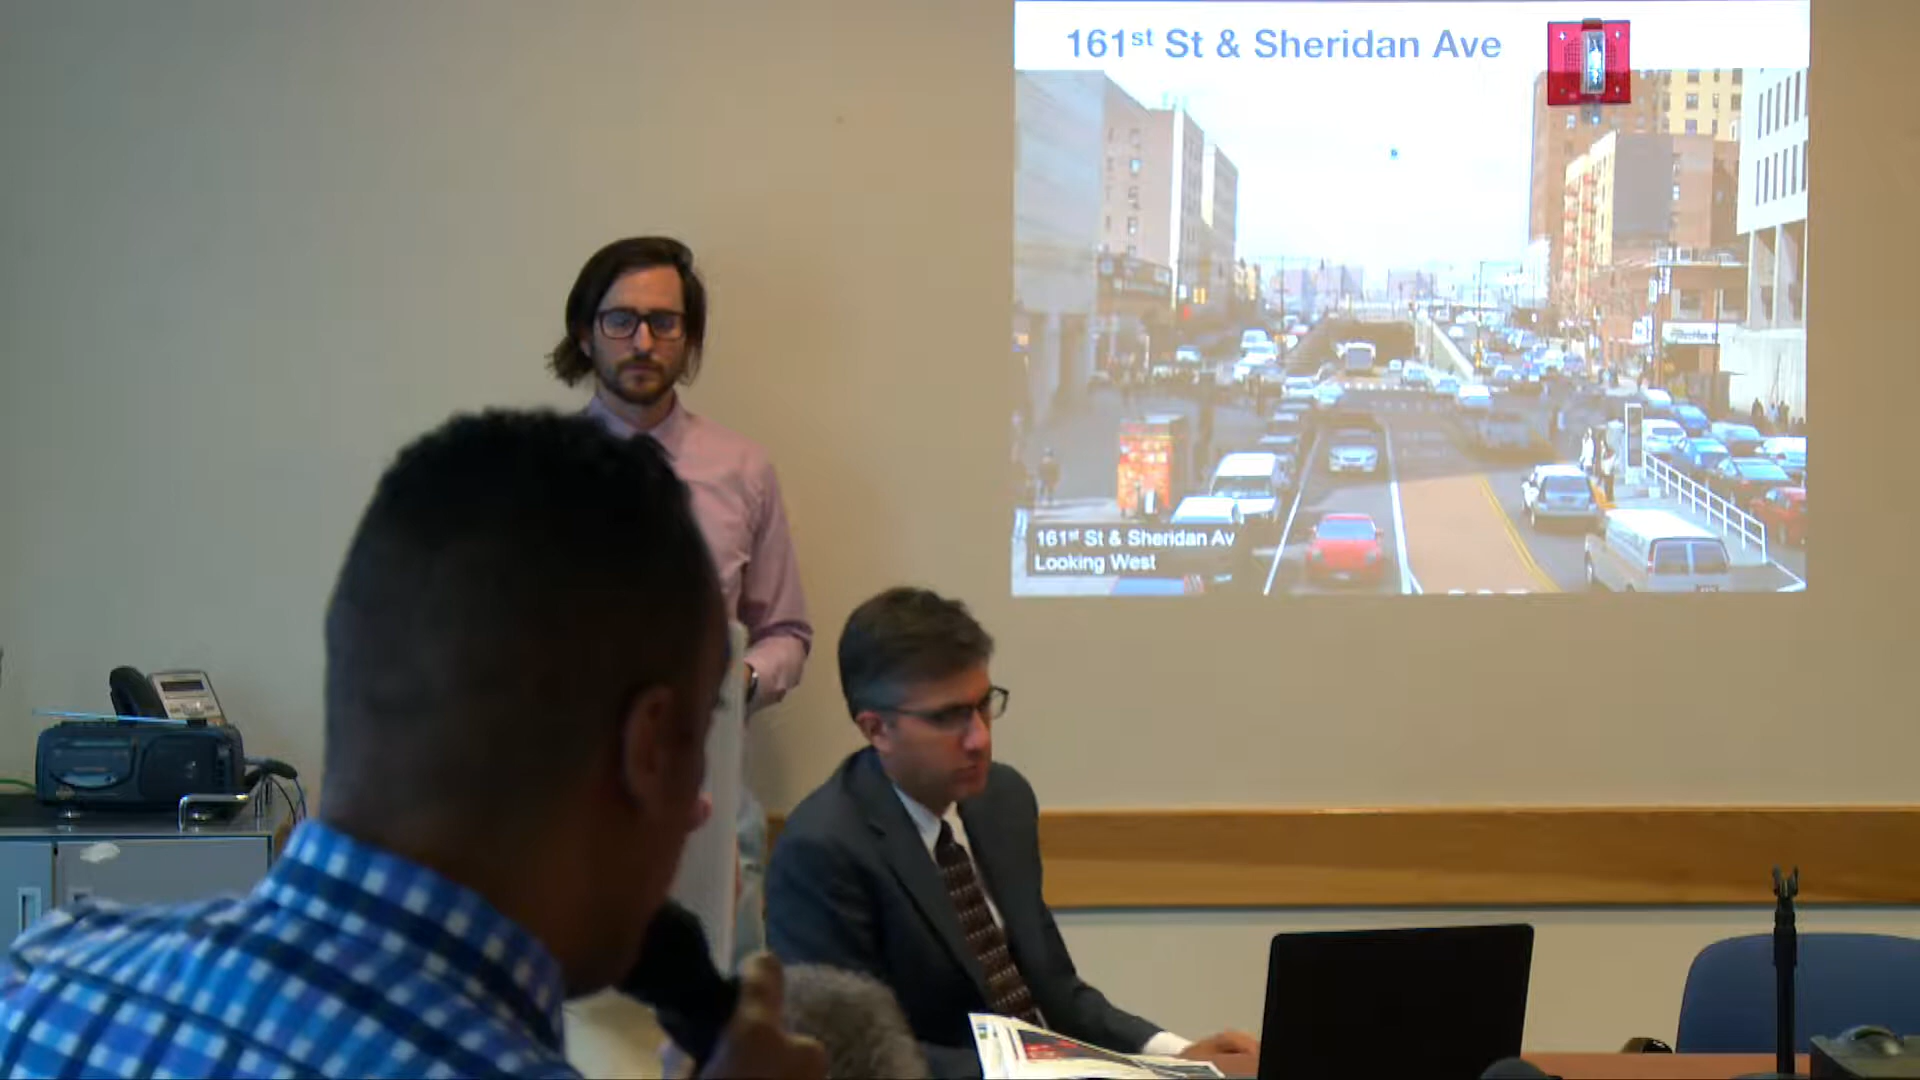 161st St & Sheridan Ave
161st St & Sheridan Av
Looking West